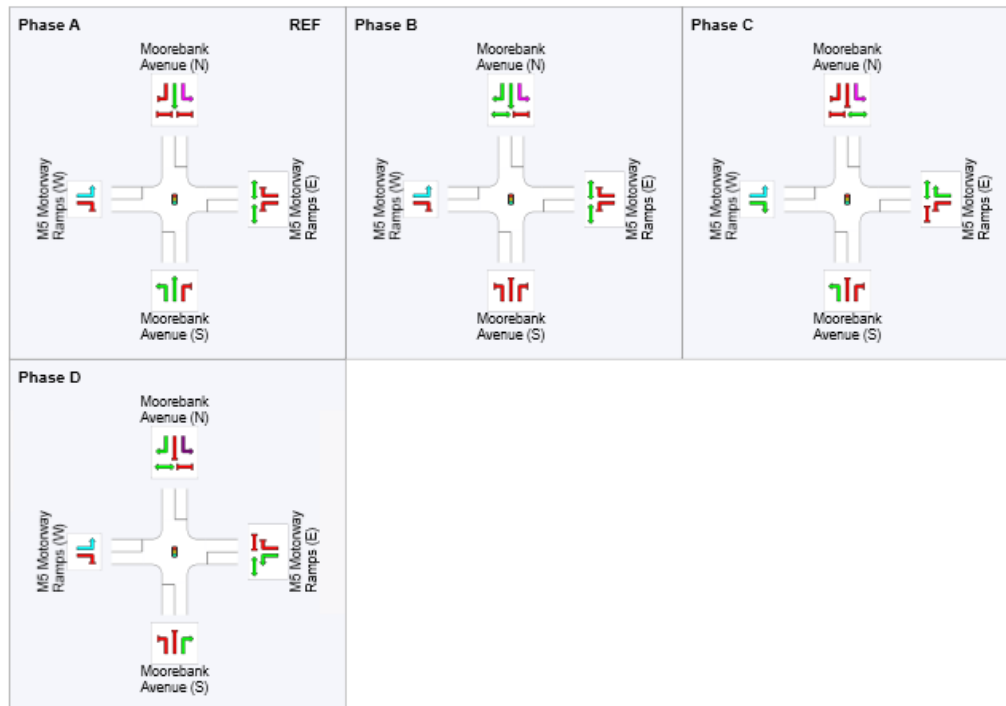 Phase A
REF
Moorebank
Avenue (N)
M5 Motorway
Ramps (W)
M5 Motorway
Ramps (E)
Moorebank
Avenue (S)
Phase B
Moorebank
Avenue (N)
M5 Motorway
Ramps (W)
M5 Motorway
Ramps (E)
Moorebank
Avenue (S)
Phase C
Moorebank
Avenue (N)
M5 Motorway
Ramps (W)
M5 Motorway
Ramps (E)
Moorebank
Avenue (S)
Phase D
Moorebank
Avenue (N)
M5 Motorway
Ramps (W)
M5 Motorway
Ramps (E)
Moorebank
Avenue (S)